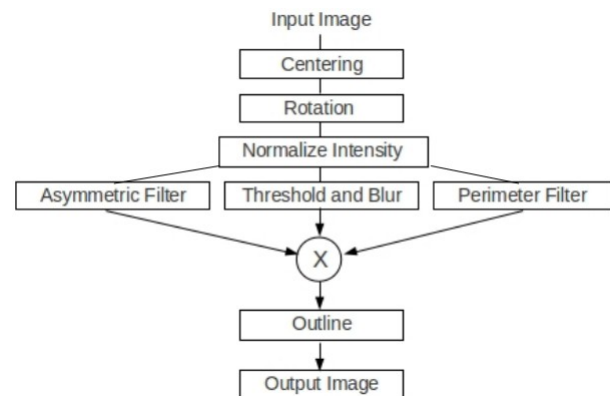 Input Image
Centering
Rotation
Normalize Intensity
Asymmetric Filter
Threshold and Blur
Perimeter Filter
X
Outline
Output Image